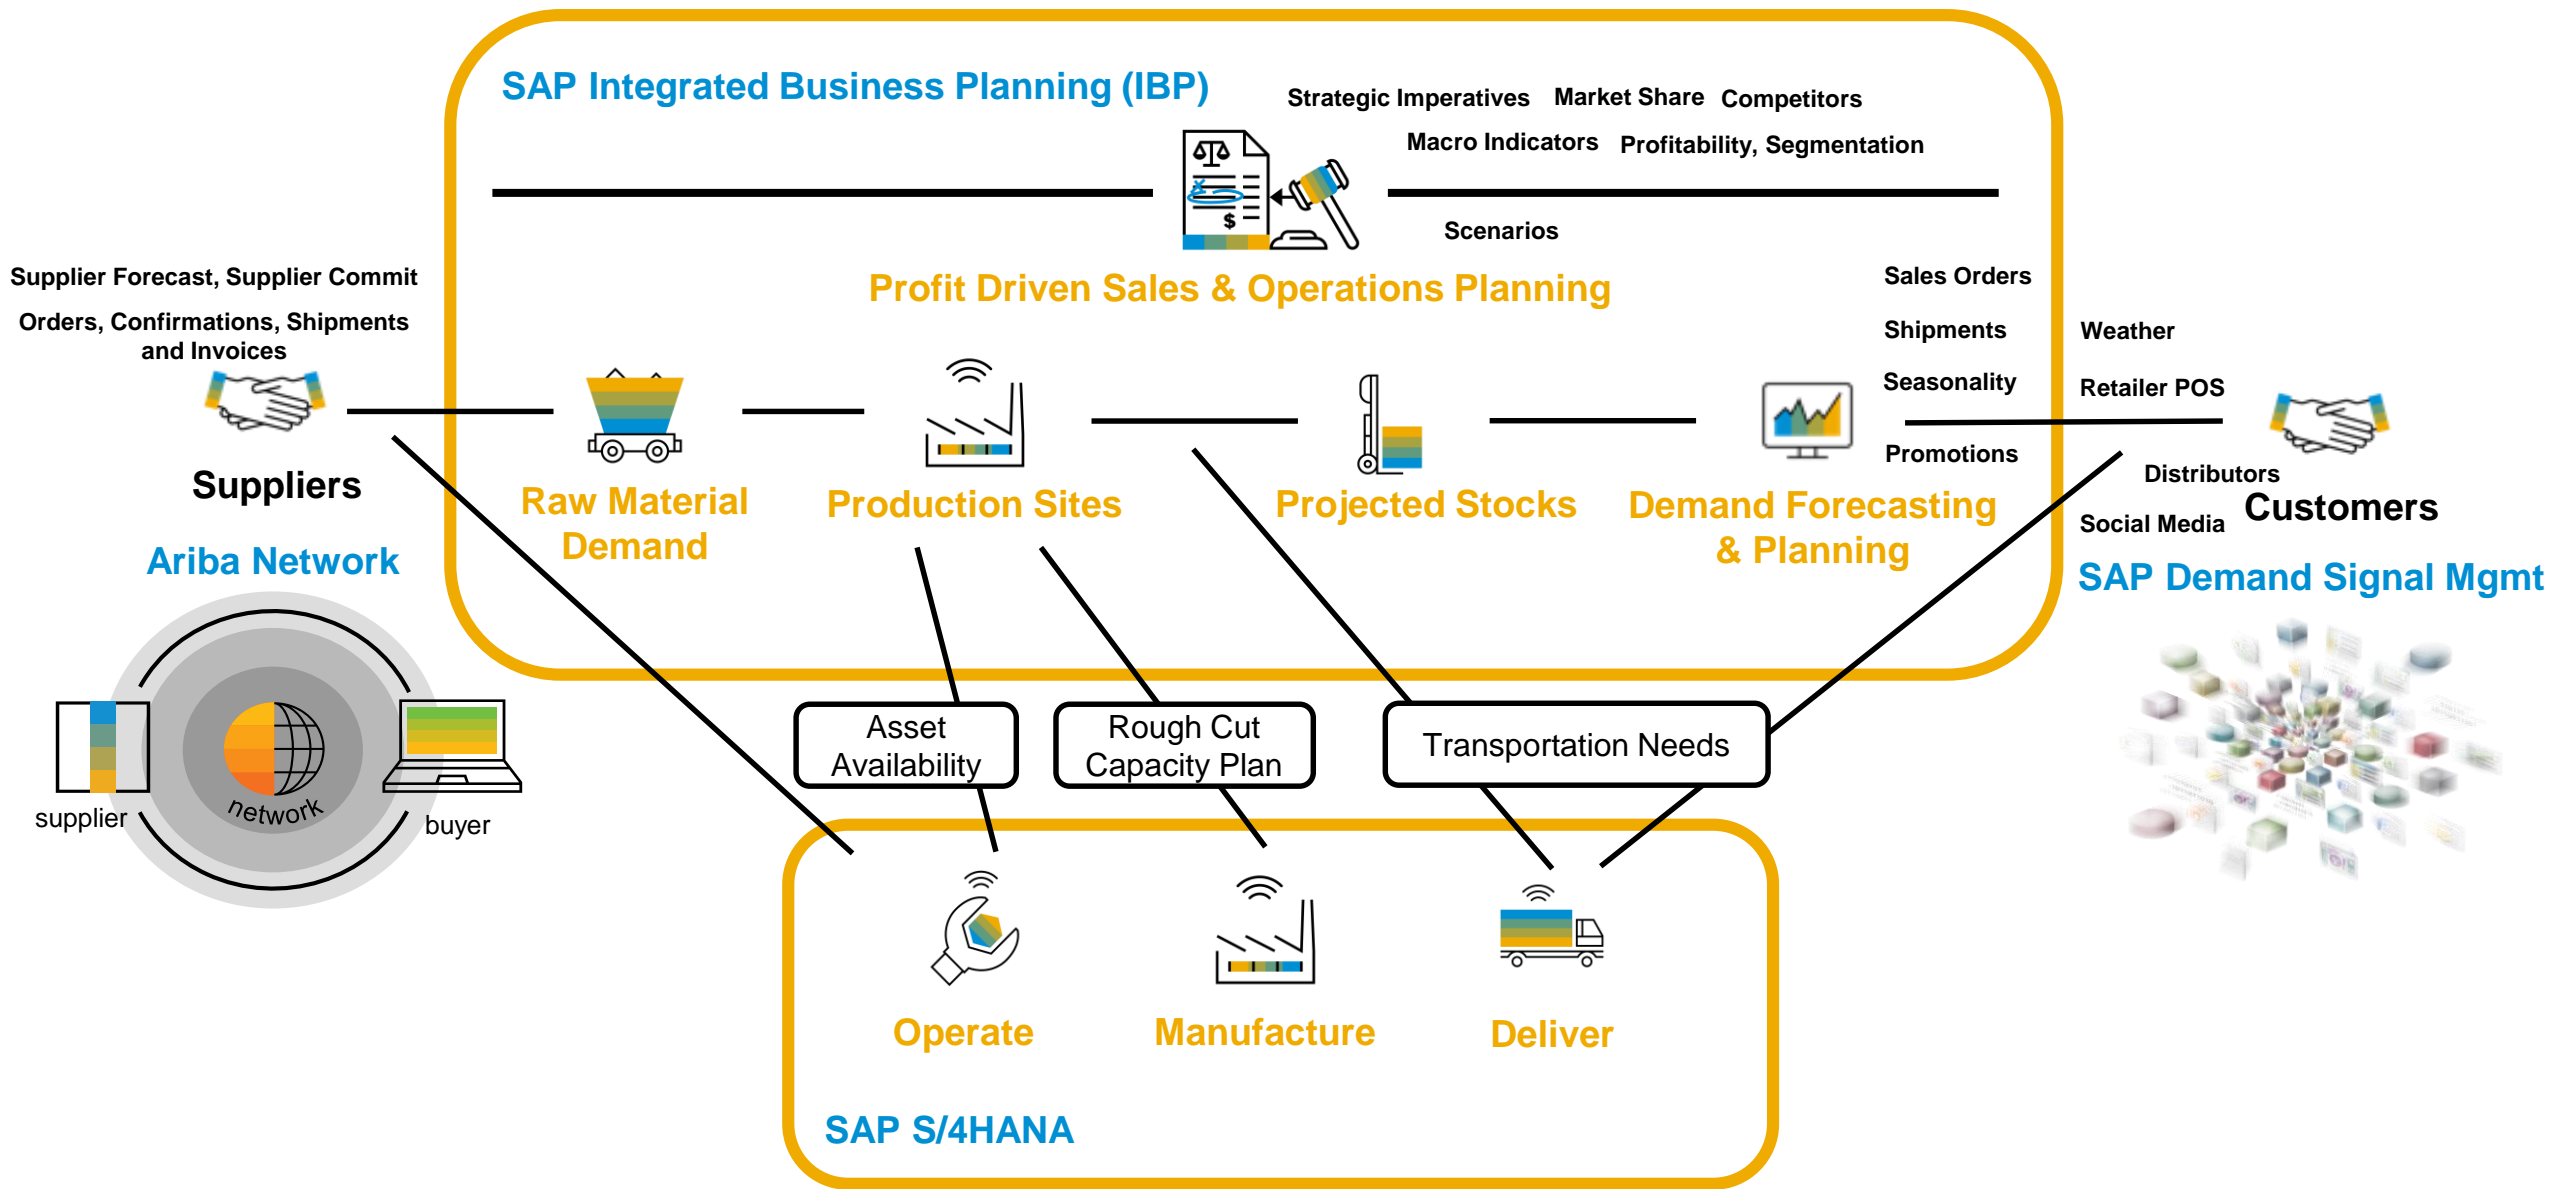 SAP Integrated Business Planning (IBP)
Strategic Imperatives
Market Share
Competitors
Macro Indicators
Profitability, Segmentation
$
Scenarios
Profit Driven Sales & Operations Planning
Supplier Forecast, Supplier Commit
Orders, Confirmations, Shipments
and Invoices
Sales Orders
Shipments
Seasonality
Promotions
Weather
Retailer POS
Distributors
Social Media
Suppliers
Raw Material
Demand
Production Sites
Projected Stocks
Demand Forecasting
& Planning
Customers
Ariba Network
SAP Demand Signal Mgmt
supplier
network
buyer
Asset
Availability
Rough Cut
Capacity Plan
Transportation Needs
Operate
Manufacture
Deliver
SAP S/4HANA